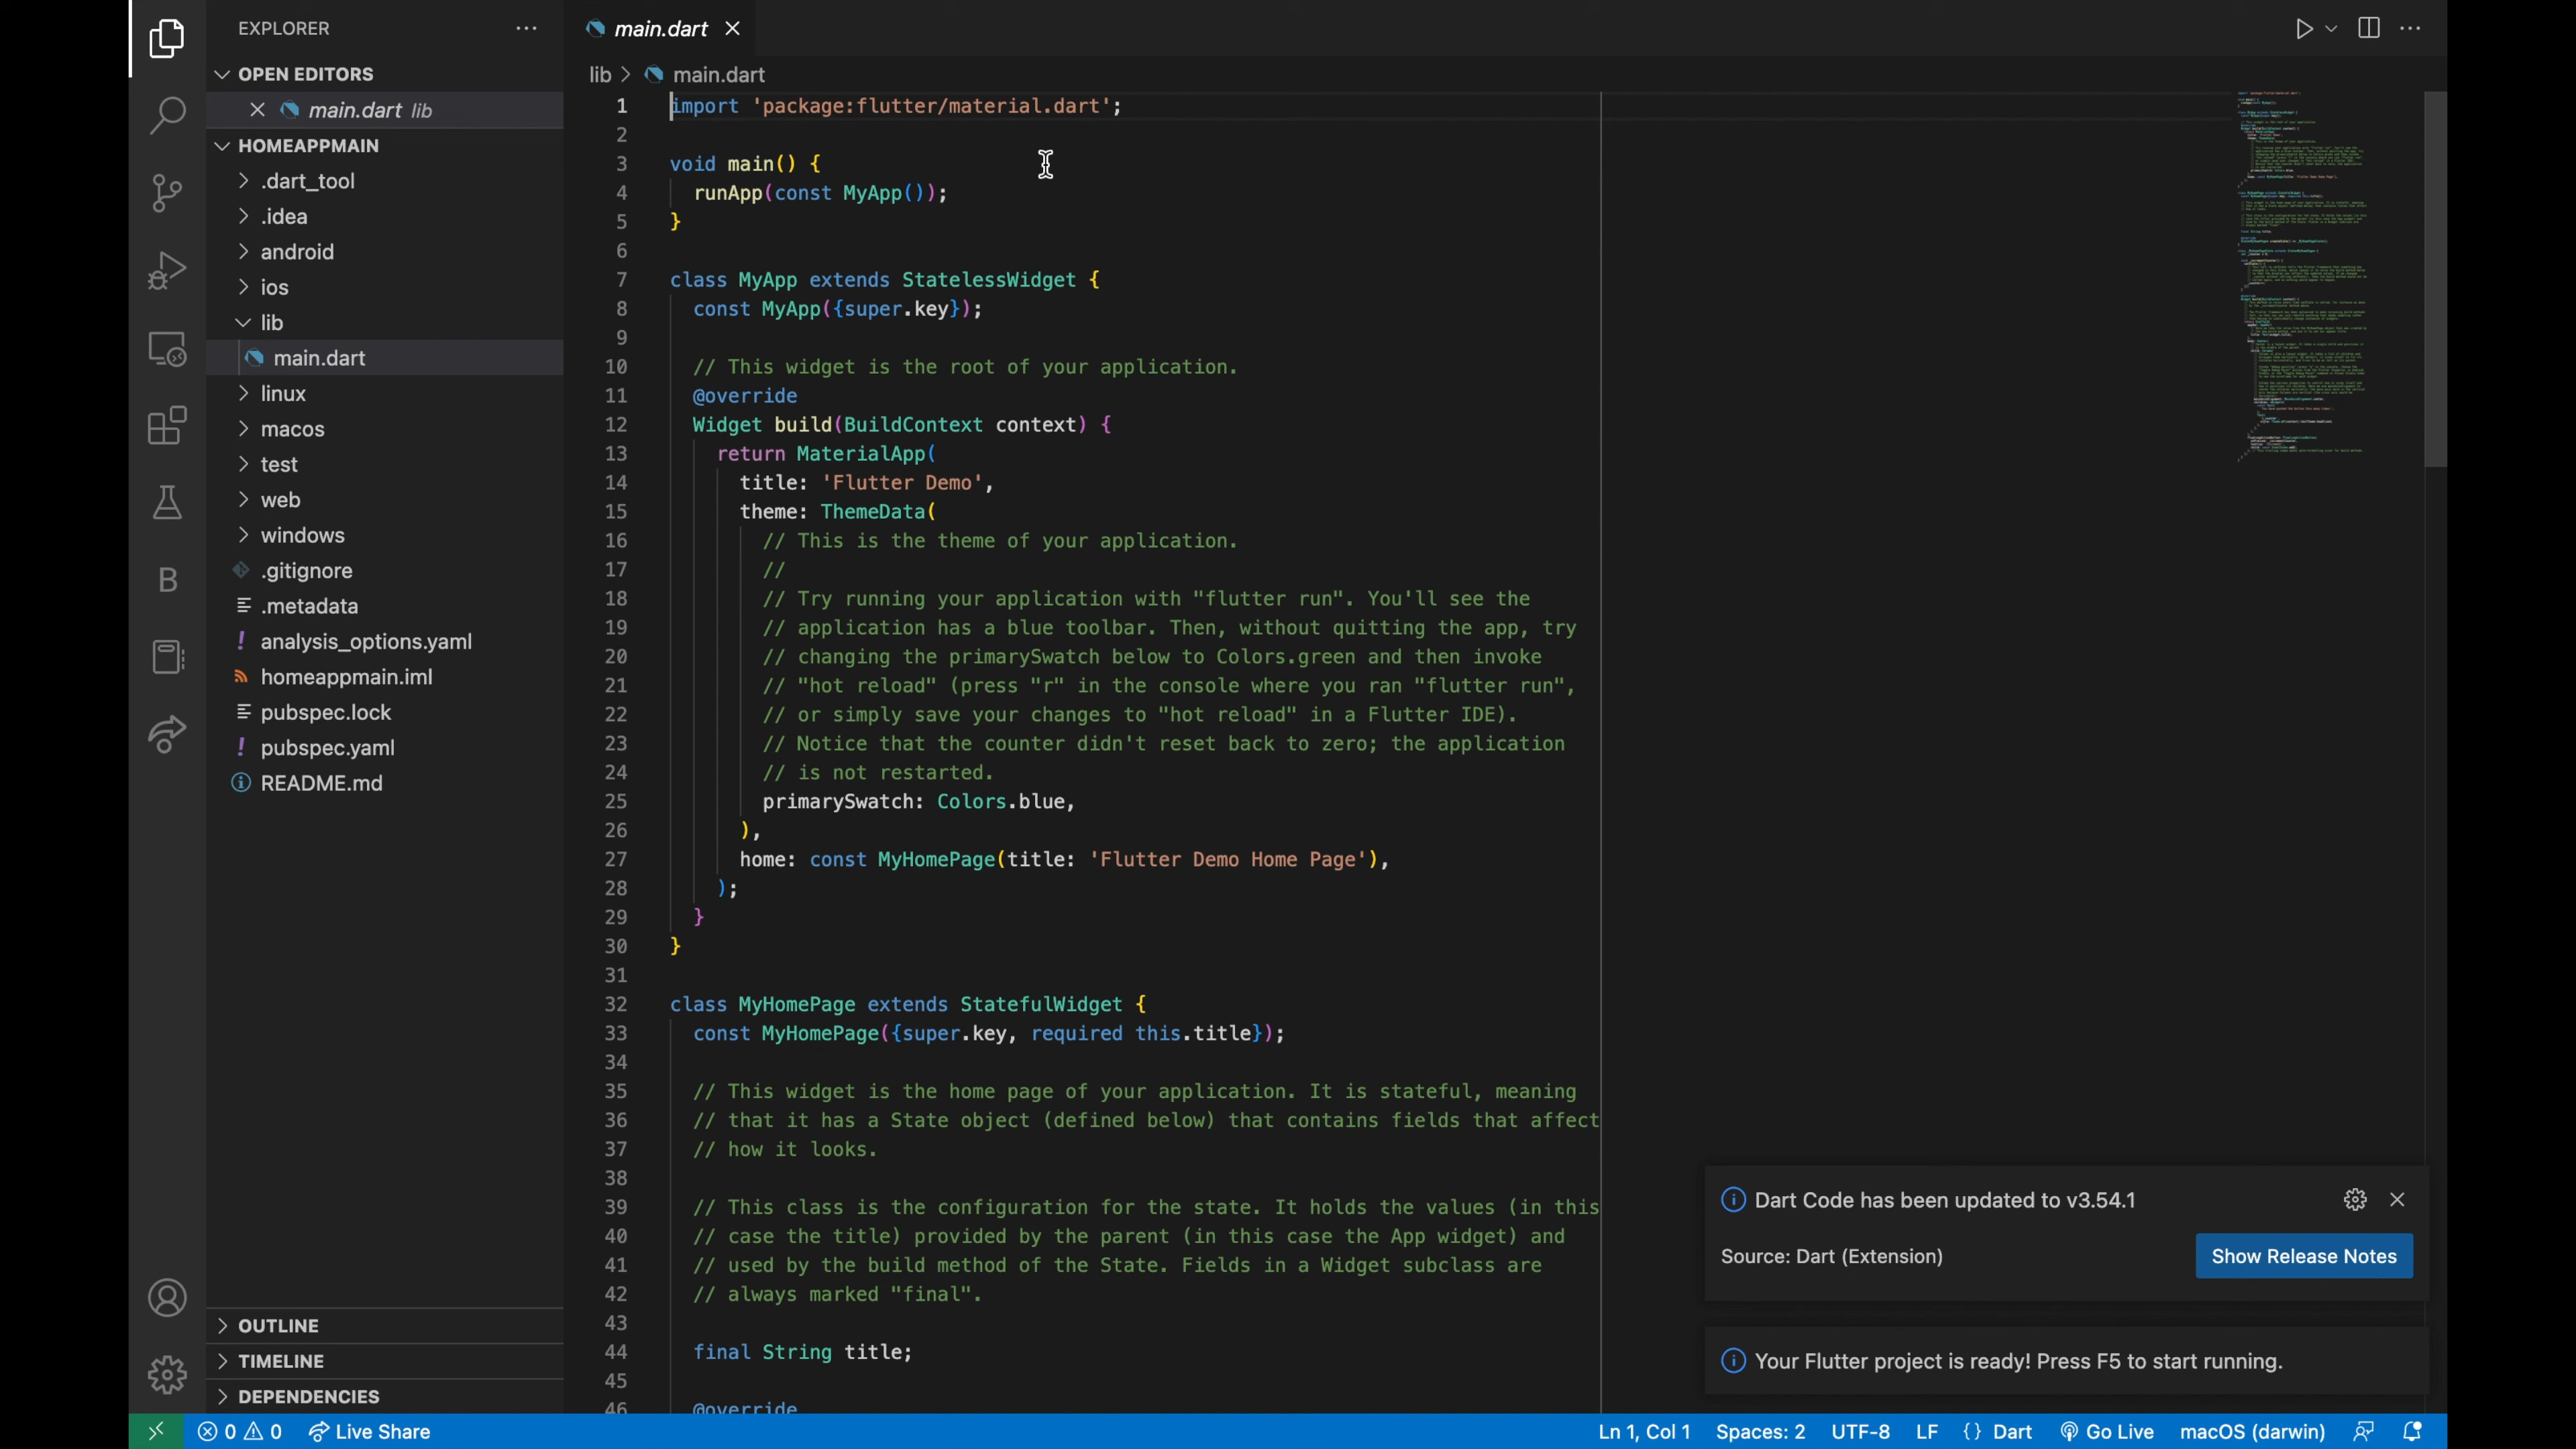 EXPLORER
OPEN EDITORS
main.dart lib
HOMEAPPMAIN
.dart_tool
.idea
android
ios
lib
main.dart
linux
macos
test
web
windows
.gitignore
.metadata
analysis_options.yaml
homeappmain.iml
pubspec.lock
pubspec.yaml
README.md
OUTLINE
TIMELINE
DEPENDENCIES
B
main.dart
lib > main.dart
1 import 'package:flutter/material.dart';
2
3 void main() {
4 runApp(const MyApp());
5 }
6
7 class MyApp extends StatelessWidget {
8 const MyApp({super.key});
9
10 // This widget is the root of your application.
11 @override
12 Widget build(BuildContext context) {
13 return MaterialApp(
14 title: 'Flutter Demo',
15 theme: ThemeData(
16 // This is the theme of your application.
17 //
18 // Try running your application with "flutter run". You'll see the
19 // application has a blue toolbar. Then, without quitting the app, try
20 // changing the primarySwatch below to Colors.green and then invoke
21 // "hot reload" (press "r" in the console where you ran "flutter run",
22 // or simply save your changes to "hot reload" in a Flutter IDE).
23 // Notice that the counter didn't reset back to zero; the application
24 // is not restarted.
25 primarySwatch: Colors.blue,
26 ),
27 home: const MyHomePage(title: 'Flutter Demo Home Page'),
28 );
29 }
30 }
31
32 class MyHomePage extends StatefulWidget {
33 const MyHomePage({super.key, required this.title});
34
35 // This widget is the home page of your application. It is stateful, meaning
36 // that it has a State object (defined below) that contains fields that affect
37 // how it looks.
38
39 // This class is the configuration for the state. It holds the values (in this
40 // case the title) provided by the parent (in this case the App widget) and
41 // used by the build method of the State. Fields in a Widget subclass are
42 // always marked "final".
43
44 final String title;
45
46 @override
Dart Code has been updated to v3.54.1
Source: Dart (Extension)
Show Release Notes
Your Flutter project is ready! Press F5 to start running.
0 0 Live Share
Ln 1, Col 1 Spaces: 2 UTF-8 LF {} Dart Go Live macOS (darwin)